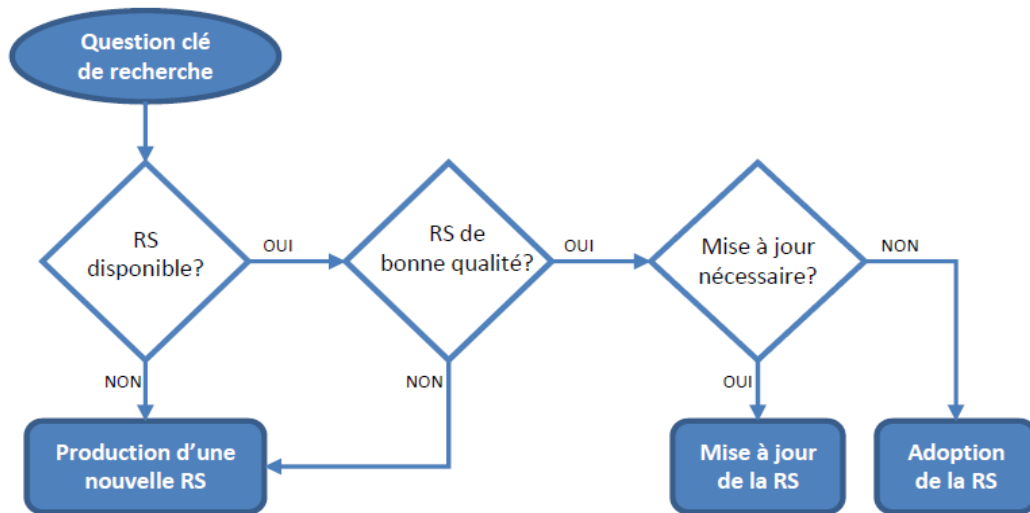 Question clé
de recherche
RS
disponible?
OUI
RS de
bonne qualité?
OUI
Mise à jour
nécessaire?
NON
NON
NON
OUI
Production d’une
nouvelle RS
Mise à jour
de la RS
Adoption
de la RS